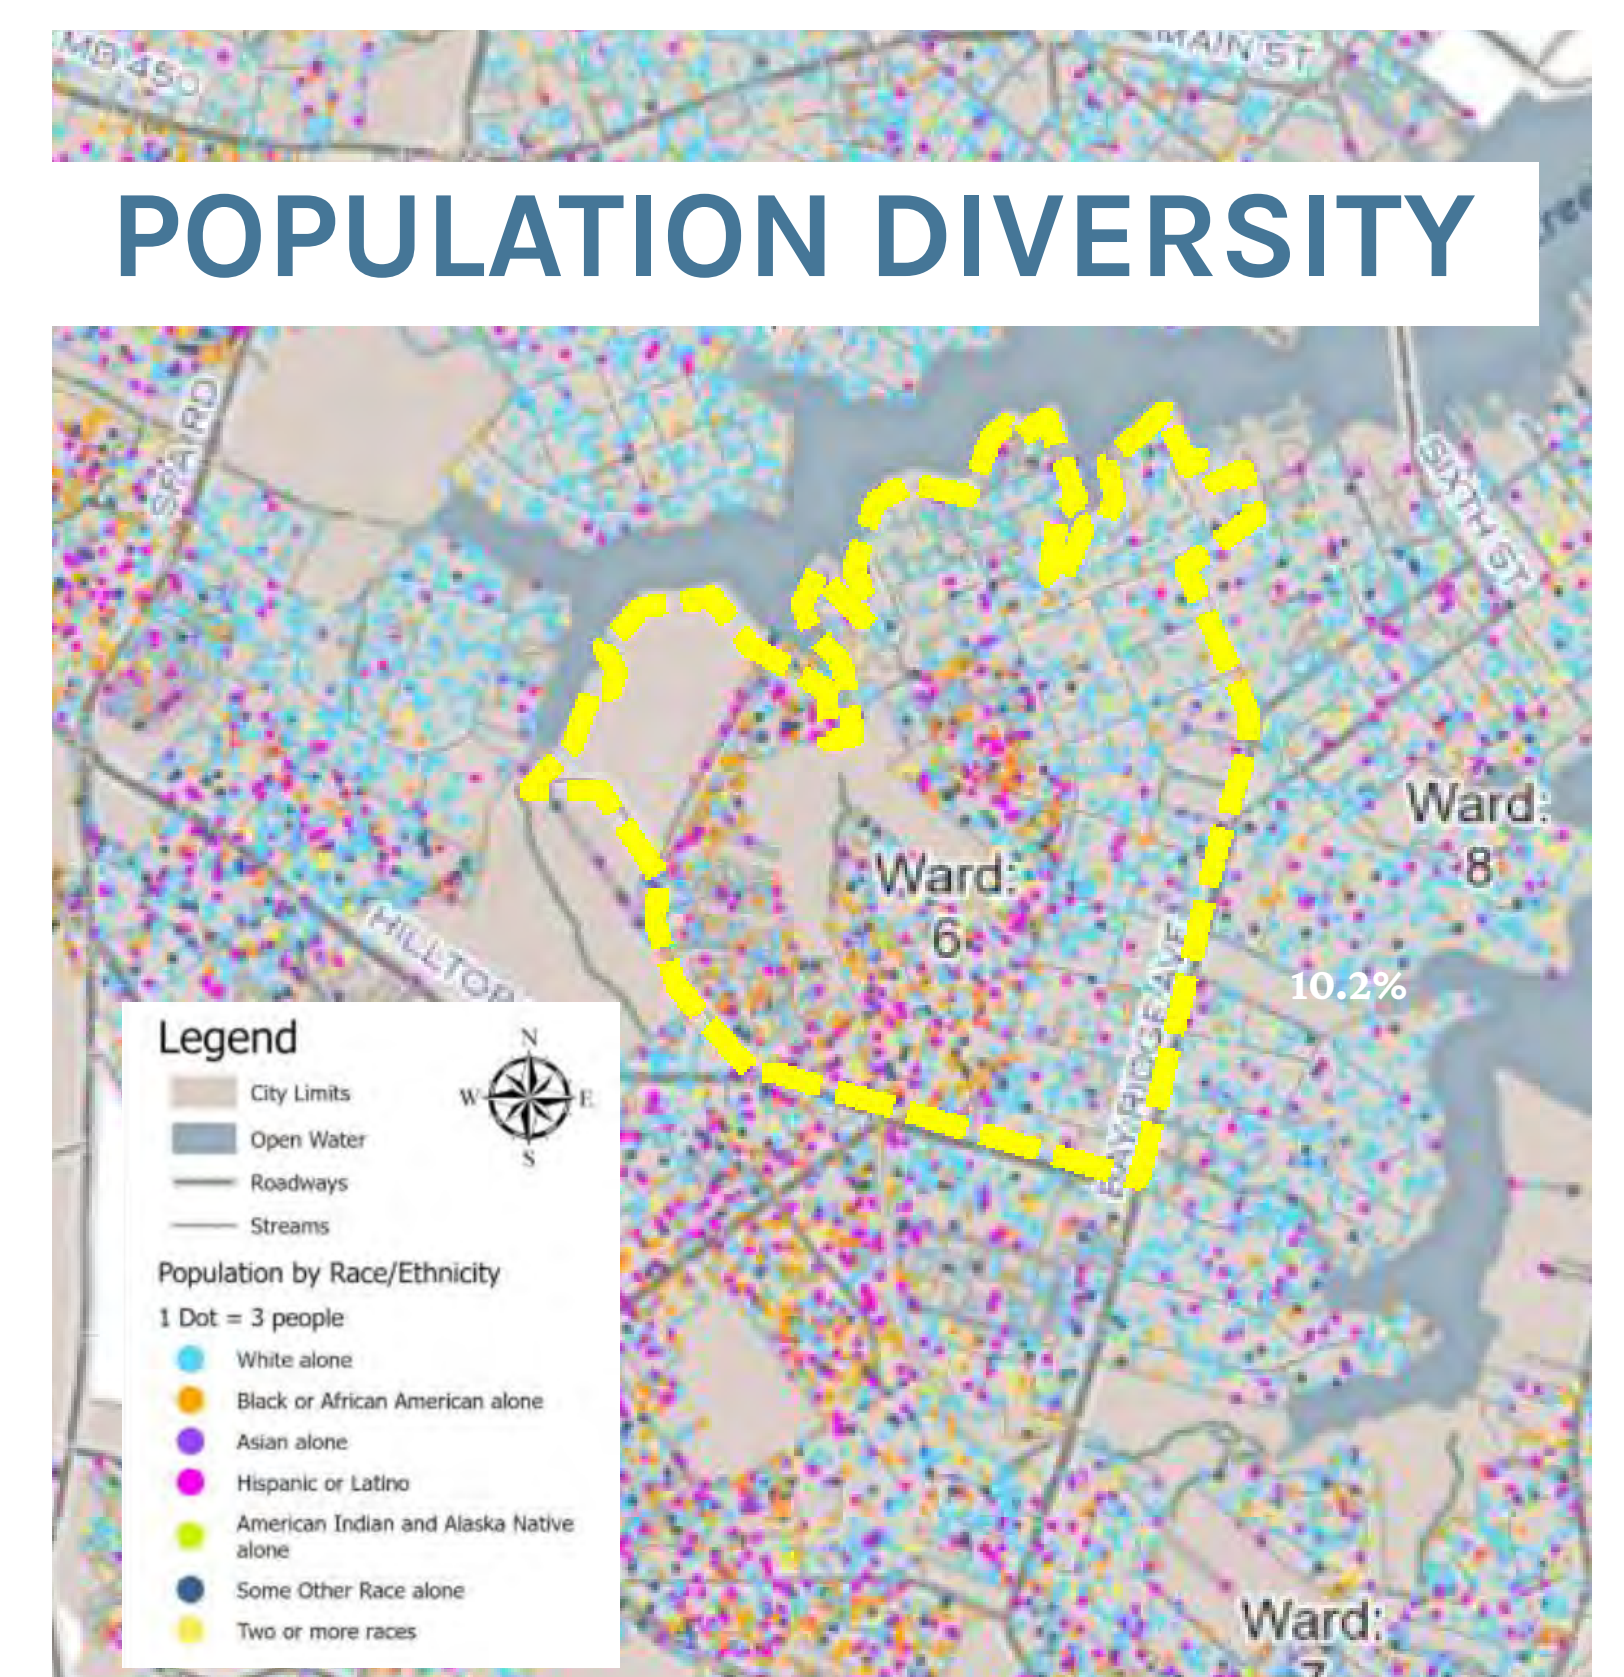 MD 450
MAIN ST
POPULATION DIVERSITY
SPA RD
SIXTH ST
Ward:
8
Ward:
6
10.2%
HILLTOP
BAY RIDGE AVE
Legend
N
W
E
S
City Limits
Open Water
Roadways
Streams
Population by Race/Ethnicity
1 Dot = 3 people
White alone
Black or African American alone
Asian alone
Hispanic or Latino
American Indian and Alaska Native
alone
Some Other Race alone
Two or more races
Ward:
7